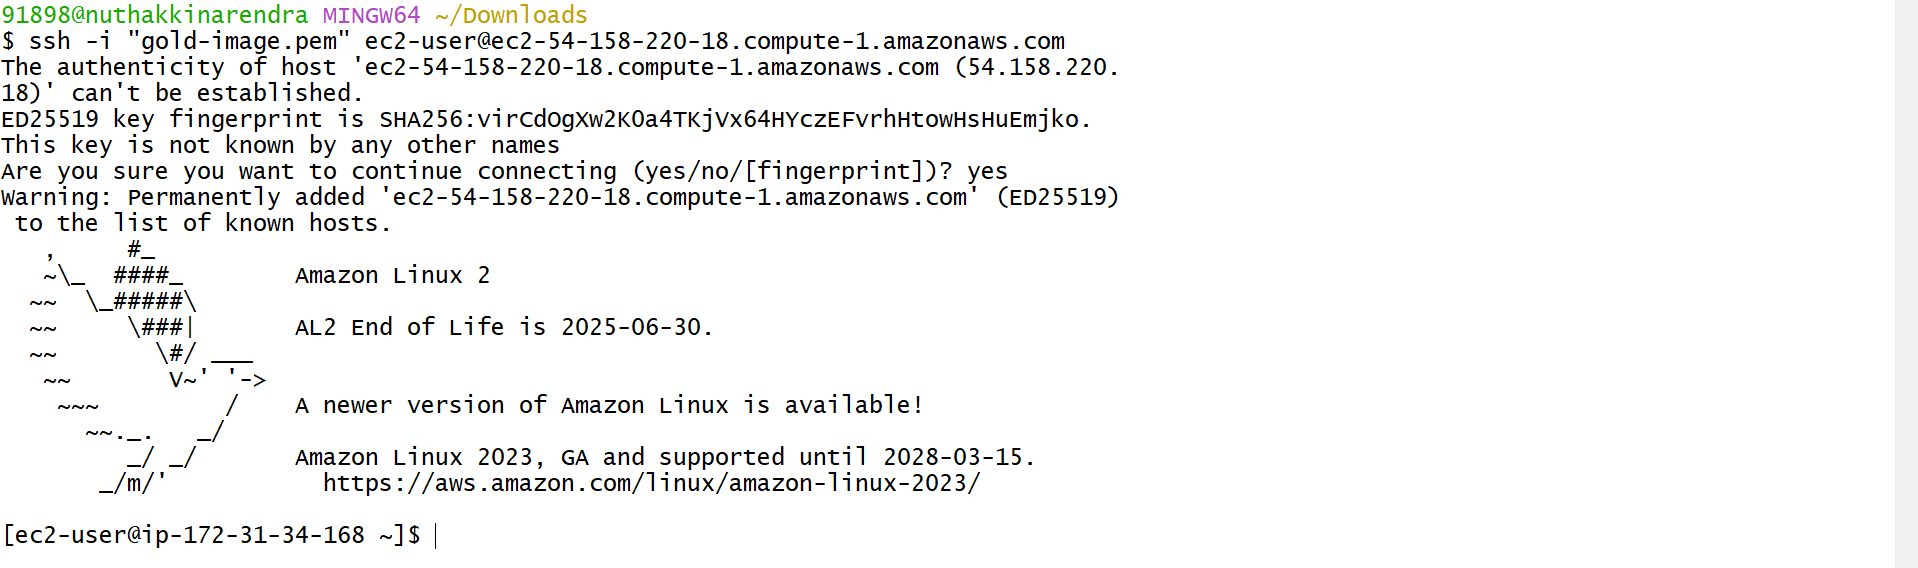 91898@nuthakkinarendra MINGW64 ~/Downloads
$ ssh -i "gold-image.pem" ec2-user@ec2-54-158-220-18.compute-1.amazonaws.com
The authenticity of host 'ec2-54-158-220-18.compute-1.amazonaws.com (54.158.220.
18)' can't be established.
ED25519 key fingerprint is SHA256:virCdOgXw2K0a4TKjVx64HYczEFvrhHtowHsHuEmjko.
This key is not known by any other names
Are you sure you want to continue connecting (yes/no/[fingerprint])? yes
Warning: Permanently added 'ec2-54-158-220-18.compute-1.amazonaws.com' (ED25519)
 to the list of known hosts.
   ,     #_
   ~\_  ####_        Amazon Linux 2
  ~~  \_#####\
  ~~     \###|       AL2 End of Life is 2025-06-30.
  ~~       \#/ ___
   ~~       V~' '->
    ~~~         /    A newer version of Amazon Linux is available!
      ~~._.   _/
         _/ _/       Amazon Linux 2023, GA and supported until 2028-03-15.
       _/m/'           https://aws.amazon.com/linux/amazon-linux-2023/
[ec2-user@ip-172-31-34-168 ~]$